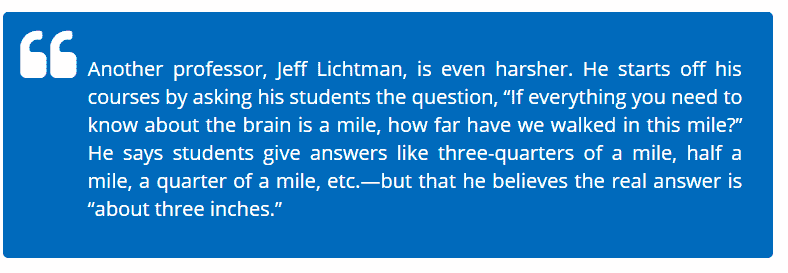 Another professor, Jeff Lichtman, is even harsher. He starts off his
courses by asking his students the question, “If everything you need to
know about the brain is a mile, how far have we walked in this mile?”
He says students give answers like three-quarters of a mile, half a
mile, a quarter of a mile, etc.—but that he believes the real answer is
“about three inches.”